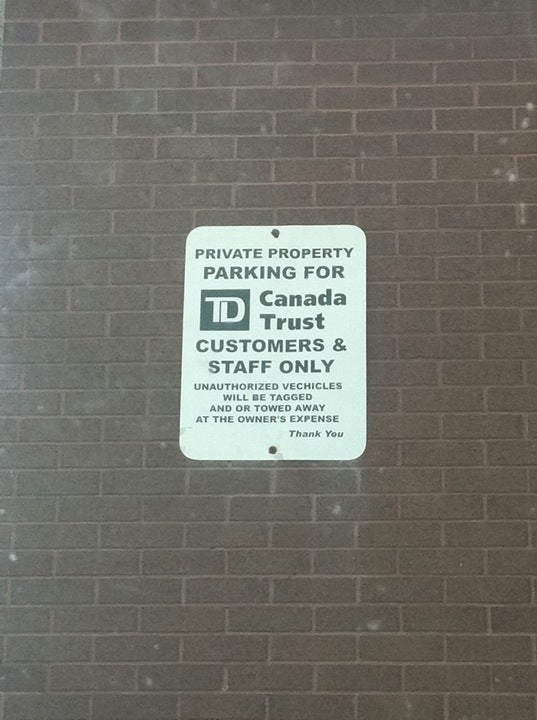 PRIVATE PROPERTY
PARKING FOR
TD Canada
Trust
CUSTOMERS &
STAFF ONLY
UNAUTHORIZED VECHICLES
WILL BE TAGGED
AND OR TOWED AWAY
AT THE OWNER'S EXPENSE
Thank You